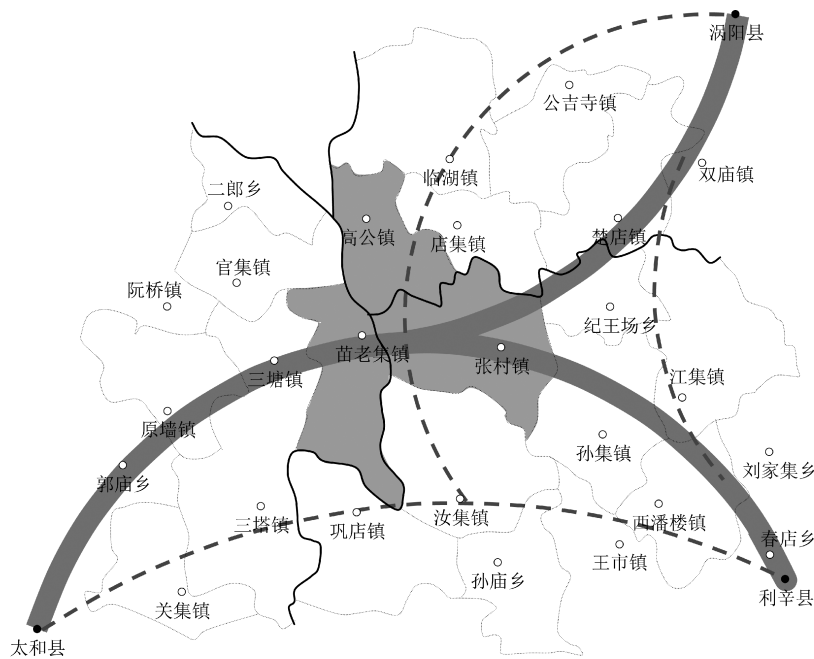 涡阳县
公吉寺镇
双庙镇
临湖镇
二郎乡
楚店镇
高公镇
店集镇
官集镇
阮桥镇
纪王场乡
苗老集镇
张村镇
三塘镇
江集镇
原墙镇
孙集镇
刘家集乡
郭庙乡
三塔镇
巩店镇
汝集镇
西潘楼镇
春店乡
王市镇
孙庙乡
利辛县
关集镇
太和县